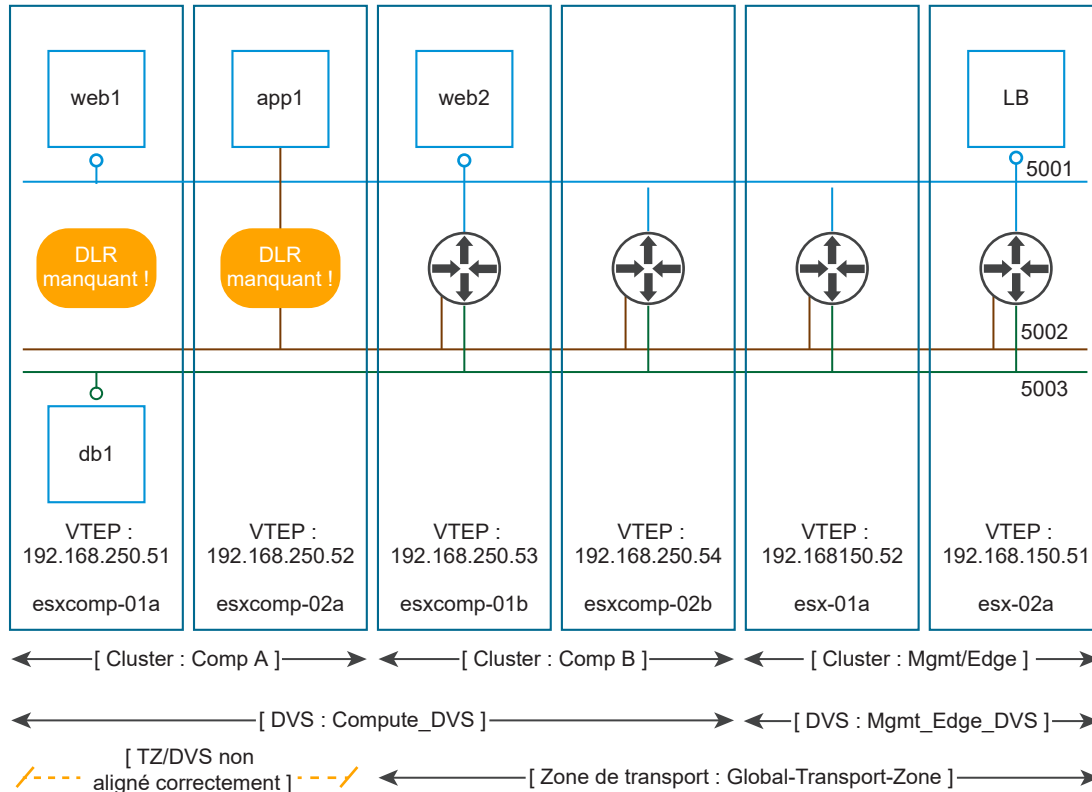 web1
app1
web2
LB
5001
DLR
manquant !
DLR
manquant !
5002
5003
db1
VTEP :
192.168.250.51
VTEP :
192.168.250.52
VTEP :
192.168.250.53
VTEP :
192.168.250.54
VTEP :
192.168150.52
VTEP :
192.168.150.51
esxcomp-01a
esxcomp-02a
esxcomp-01b
esxcomp-02b
esx-01a
esx-02a
[ Cluster : Comp A ]
[ Cluster : Comp B ]
[ Cluster : Mgmt/Edge ]
[ DVS : Compute_DVS ]
[ DVS : Mgmt_Edge_DVS ]
[ TZ/DVS non
aligné correctement ]
[ Zone de transport : Global-Transport-Zone ]